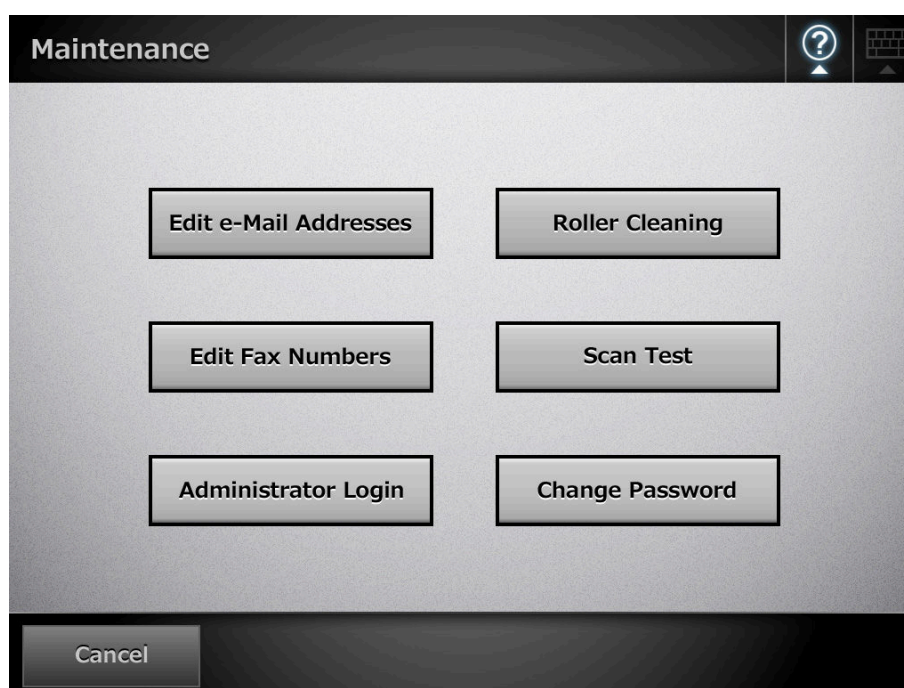 Maintenance
?
Edit e-Mail Addresses
Roller Cleaning
Edit Fax Numbers
Scan Test
Administrator Login
Change Password
Cancel